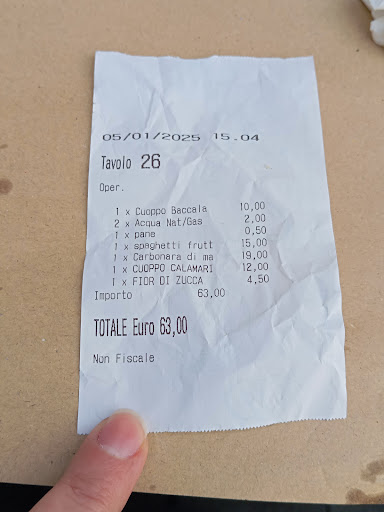 05/01/2025 15.04
Tavolo 26
Oper.
1 x Cuoppo Baccala 10,00
2 x Acqua Nat/Gas 2,00
1 x pane 0,50
1 x spaghetti frutt 15,00
1 x Carbonara di ma 19,00
1 x CUOPPO CALAMARI 12,00
1 x FIOR DI ZUCCA 4,50
Importo 63,00
TOTALE Euro 63,00
Non Fiscale